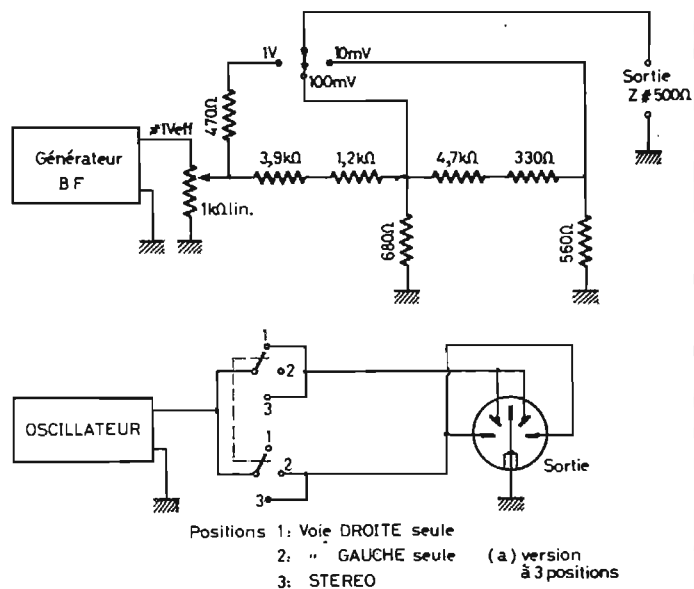 1V
10mV
100mV
Sortie
Z # 500Ω
470Ω
#1Veff
Générateur
BF
3,9kΩ
1,2kΩ
4,7kΩ
330Ω
1kΩlin.
680Ω
560Ω
1
2
3
OSCILLATEUR
1
2
3
Sortie
Positions 1: Voie DROITE seule
2: " GAUCHE seule (a) version
à 3 positions
3: STEREO